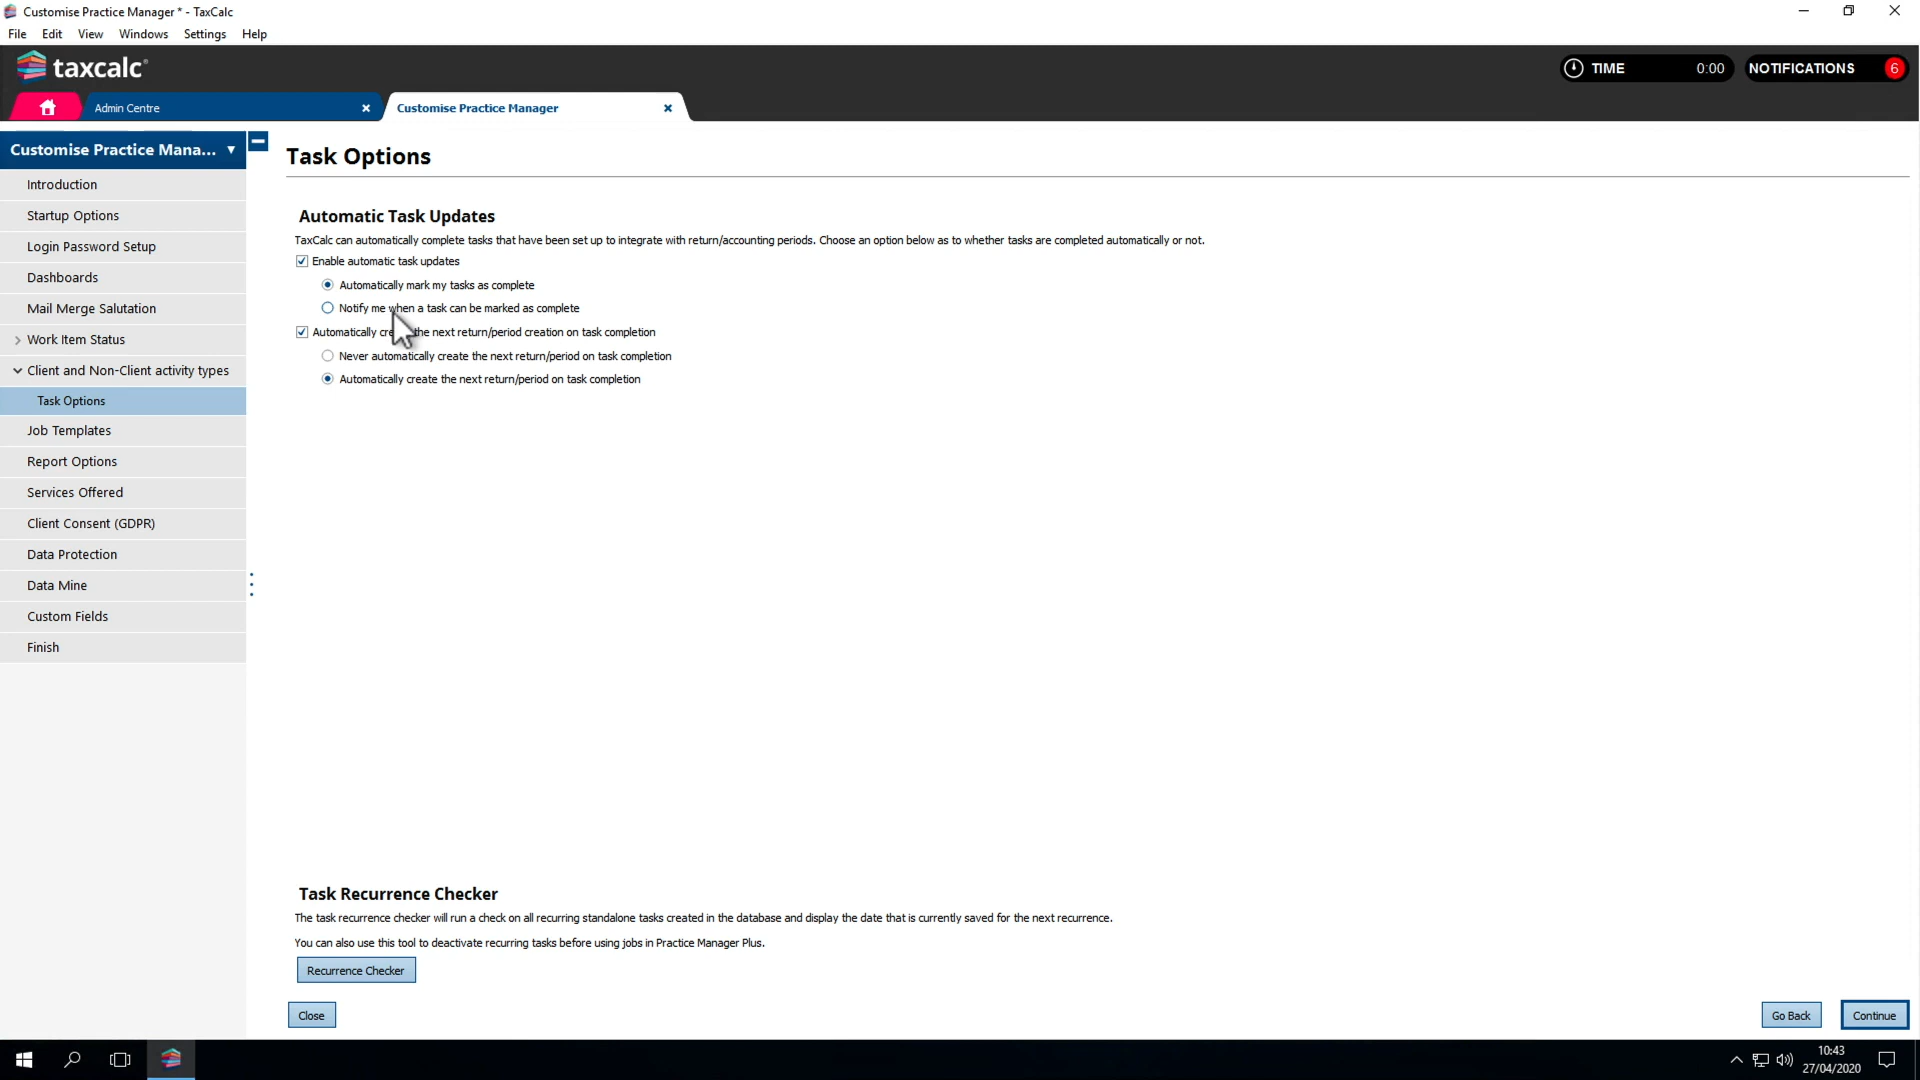 Customise Practice Manager * - TaxCalc
File Edit View Windows Settings Help
taxcalc
TIME 0:00 NOTIFICATIONS 6
Admin Centre
Customise Practice Manager
Customise Practice Mana...
Introduction
Startup Options
Login Password Setup
Dashboards
Mail Merge Salutation
Work Item Status
Client and Non-Client activity types
Task Options
Job Templates
Report Options
Services Offered
Client Consent (GDPR)
Data Protection
Data Mine
Custom Fields
Finish
Task Options
Automatic Task Updates
TaxCalc can automatically complete tasks that have been set up to integrate with return/accounting periods. Choose an option below as to whether tasks are completed automatically or not.
Enable automatic task updates
Automatically mark my tasks as complete
Notify me when a task can be marked as complete
Automatically the next return/period creation on task completion
Never automatically create the next return/period on task completion
Automatically create the next return/period on task completion
Task Recurrence Checker
The task recurrence checker will run a check on all recurring standalone tasks created in the database and display the date that is currently saved for the next recurrence.
You can also use this tool to deactivate recurring tasks before using jobs in Practice Manager Plus.
Recurrence Checker
Close
Go Back
Continue
10:43
27/04/2020